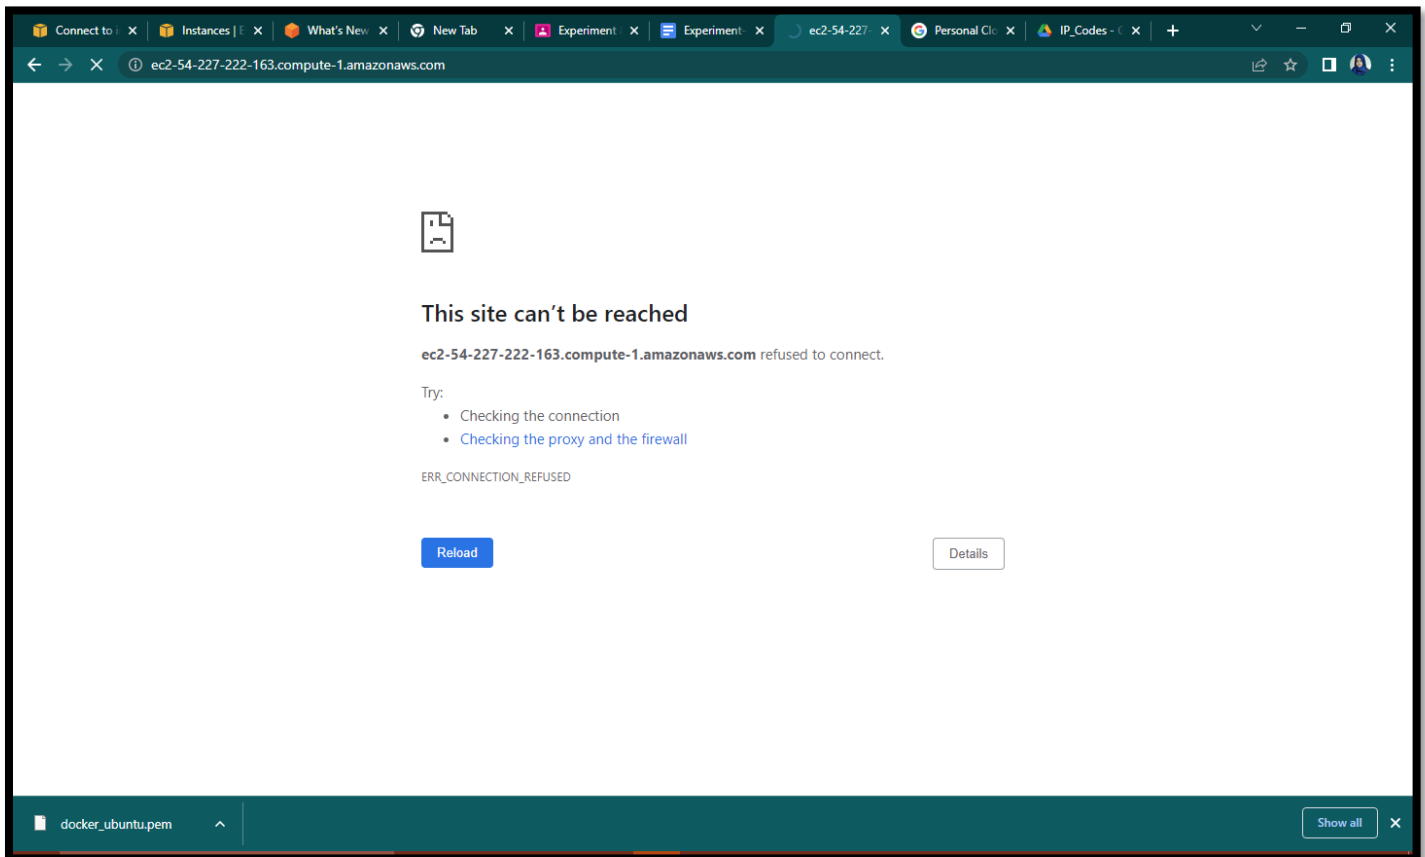 Connect to i
Instances | E
What's New
New Tab
Experiment
Experiment-
ec2-54-227-
Personal Clo
IP_Codes - G
ec2-54-227-222-163.compute-1.amazonaws.com
This site can't be reached
ec2-54-227-222-163.compute-1.amazonaws.com refused to connect.
Try:
• Checking the connection
• Checking the proxy and the firewall
ERR_CONNECTION_REFUSED
Reload
Details
docker_ubuntu.pem
Show all